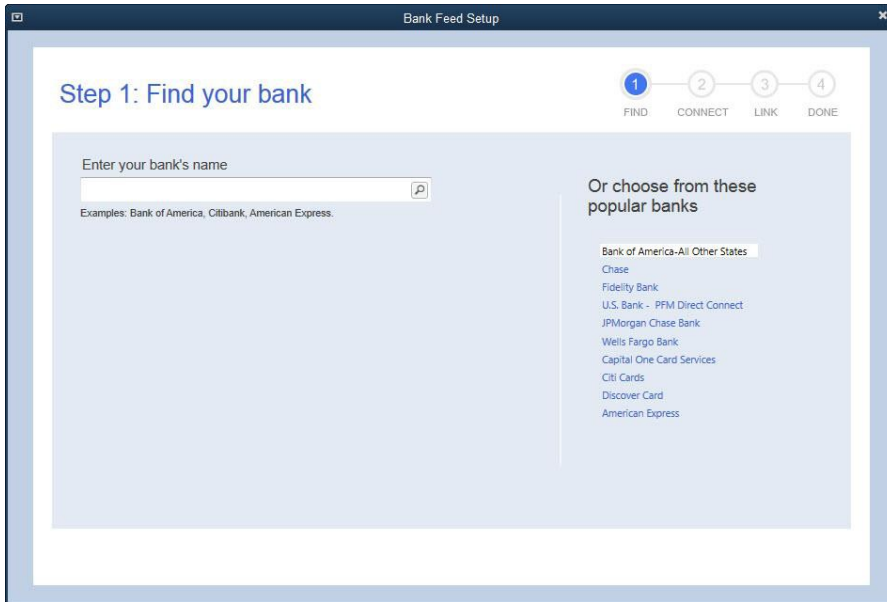 Bank Feed Setup
Step 1: Find your bank
1 2 3 4
FIND CONNECT LINK DONE
Enter your bank's name
Examples: Bank of America, Citibank, American Express.
Or choose from these
popular banks
Bank of America-All Other States
Chase
Fidelity Bank
U.S. Bank - PFM Direct Connect
JPMorgan Chase Bank
Wells Fargo Bank
Capital One Card Services
Citi Cards
Discover Card
American Express